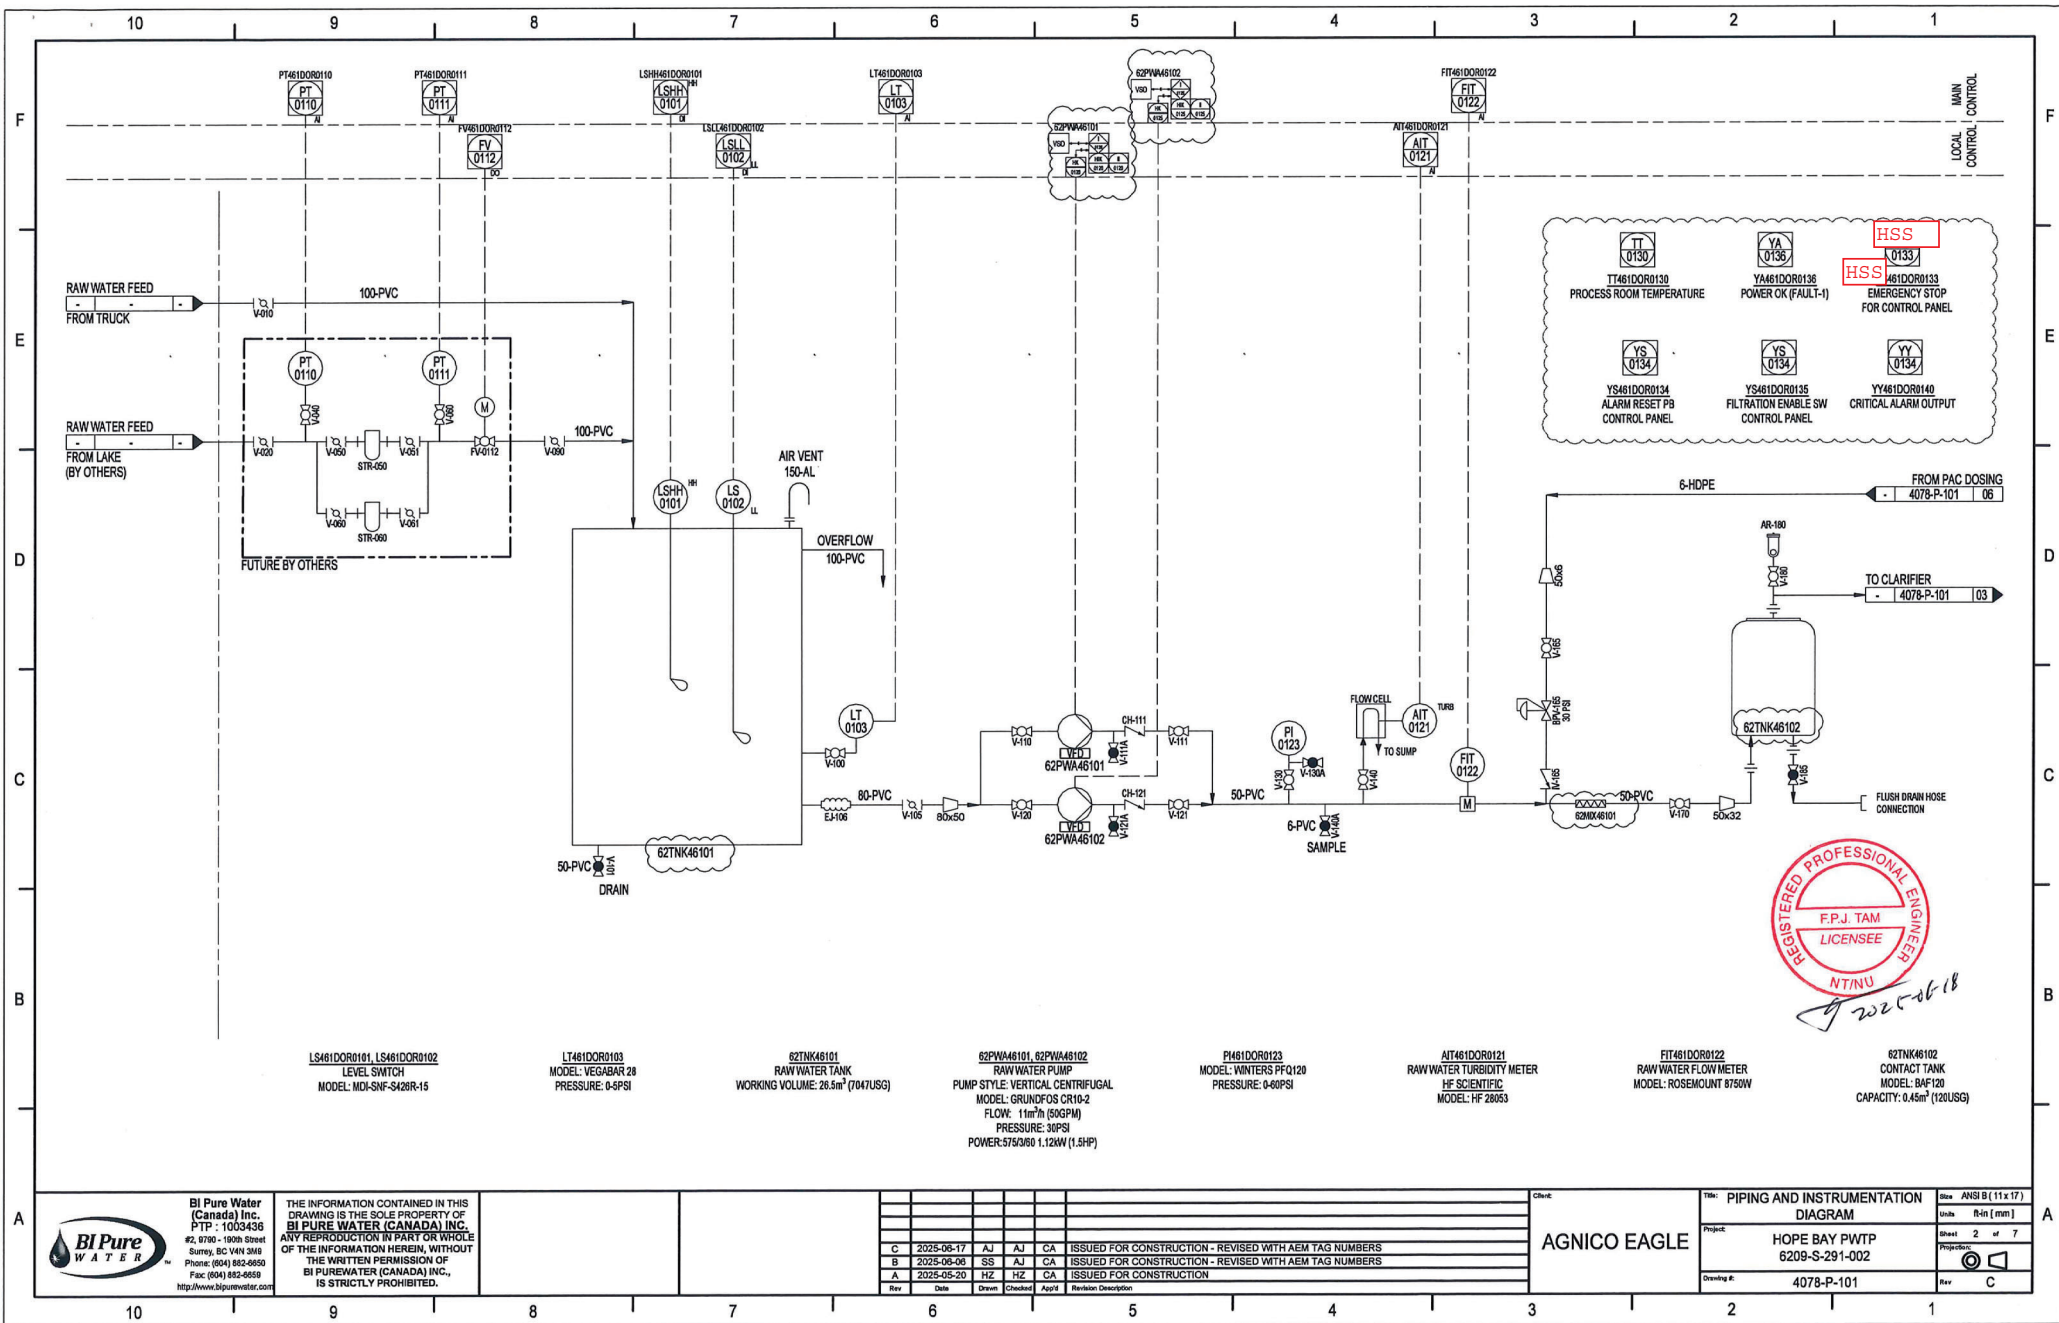 10 9 8 7 6 5 4 3 2 1
F
E
D
C
B
A
MAIN CONTROL
LOCAL CONTROL
PT461DOR0110
PT
0110
AI
PT461DOR0111
PT
0111
AI
FV461DOR0112
FV
0112
DO
LSHH461DOR0101
HH
LSHH
0101
DI
LSLL461DOR0102
LSLL
0102
LL
DI
LT461DOR0103
LT
0103
AI
62PWA46101
VSD
62PWA46102
VSD
AIT461DOR0121
AIT
0121
AI
FIT461DOR0122
FIT
0122
AI
TT
0130
TT461DOR0130
PROCESS ROOM TEMPERATURE
YA
0136
YA461DOR0136
POWER OK (FAULT-1)
HSS
0133
HSS
461DOR0133
EMERGENCY STOP
FOR CONTROL PANEL
YS
0134
YS461DOR0134
ALARM RESET PB
CONTROL PANEL
YS
0134
YS461DOR0135
FILTRATION ENABLE SW
CONTROL PANEL
YY
0134
YY461DOR0140
CRITICAL ALARM OUTPUT
RAW WATER FEED
- - -
FROM TRUCK
V-010
100-PVC
PT
0110
PT
0111
V-040
V-060
M
RAW WATER FEED
- - -
FROM LAKE
(BY OTHERS)
V-020
V-050
STR-050
V-051
FV-0112
V-090
100-PVC
V-060
STR-060
V-061
FUTURE BY OTHERS
LSHH
0101
HH
LS
0102
LL
AIR VENT
150-AL
OVERFLOW
100-PVC
LT
0103
V-100
80-PVC
EJ-106
V-105
80x50
62TNK46101
50-PVC
V-101
DRAIN
V-110
VFD
62PWA46101
V-111A
CH-111
V-111
V-120
VFD
62PWA46102
V-121A
CH-121
V-121
50-PVC
PI
0123
V-130
V-130A
6-PVC
V-140A
SAMPLE
FLOW CELL
TO SUMP
V-140
AIT
0121
TURB
FIT
0122
M
6-HDPE
FROM PAC DOSING
- 4078-P-101 06
50x6
V-165
BPV-165
30 PSI
IV-165
50-PVC
62MIX46101
V-170
50x32
AR-180
V-180
TO CLARIFIER
- 4078-P-101 03
62TNK46102
V-185
FLUSH DRAIN HOSE
CONNECTION
REGISTERED PROFESSIONAL ENGINEER
F.P.J. TAM
LICENSEE
NT/NU
2025-06-18
LS461DOR0101, LS461DOR0102
LEVEL SWITCH
MODEL: MDI-SNF-S426R-15
LT461DOR0103
MODEL: VEGABAR 28
PRESSURE: 0-5PSI
62TNK46101
RAW WATER TANK
WORKING VOLUME: 26.5m³ (7047USG)
62PWA46101, 62PWA46102
RAW WATER PUMP
PUMP STYLE: VERTICAL CENTRIFUGAL
MODEL: GRUNDFOS CR10-2
FLOW: 11m³/h (50GPM)
PRESSURE: 30PSI
POWER:575/3/60 1.12kW (1.5HP)
PI461DOR0123
MODEL: WINTERS PFQ120
PRESSURE: 0-60PSI
AIT461DOR0121
RAW WATER TURBIDITY METER
HF SCIENTIFIC
MODEL: HF 28053
FIT461DOR0122
RAW WATER FLOW METER
MODEL: ROSEMOUNT 8750W
62TNK46102
CONTACT TANK
MODEL: BAF120
CAPACITY: 0.45m³ (120USG)
BI Pure
WATER
BI Pure Water
(Canada) Inc.
PTP : 1003436
#2, 9790 - 190th Street
Surrey, BC V4N 3M9
Phone: (604) 882-6650
Fax: (604) 882-6659
http://www.bipurewater.com
THE INFORMATION CONTAINED IN THIS
DRAWING IS THE SOLE PROPERTY OF
BI PURE WATER (CANADA) INC.
ANY REPRODUCTION IN PART OR WHOLE
OF THE INFORMATION HEREIN, WITHOUT
THE WRITTEN PERMISSION OF
BI PUREWATER (CANADA) INC.,
IS STRICTLY PROHIBITED.
C 2025-06-17 AJ AJ CA ISSUED FOR CONSTRUCTION - REVISED WITH AEM TAG NUMBERS
B 2025-06-06 SS AJ CA ISSUED FOR CONSTRUCTION - REVISED WITH AEM TAG NUMBERS
A 2025-05-20 HZ HZ CA ISSUED FOR CONSTRUCTION
Rev Date Drawn Checked App'd Revision Description
Client:
AGNICO EAGLE
Title: PIPING AND INSTRUMENTATION
DIAGRAM
Project:
HOPE BAY PWTP
6209-S-291-002
Drawing #:
4078-P-101
Size ANSI B ( 11 x 17 )
Units ft-in [ mm ]
Sheet 2 of 7
Projection:
Rev C
10 9 8 7 6 5 4 3 2 1